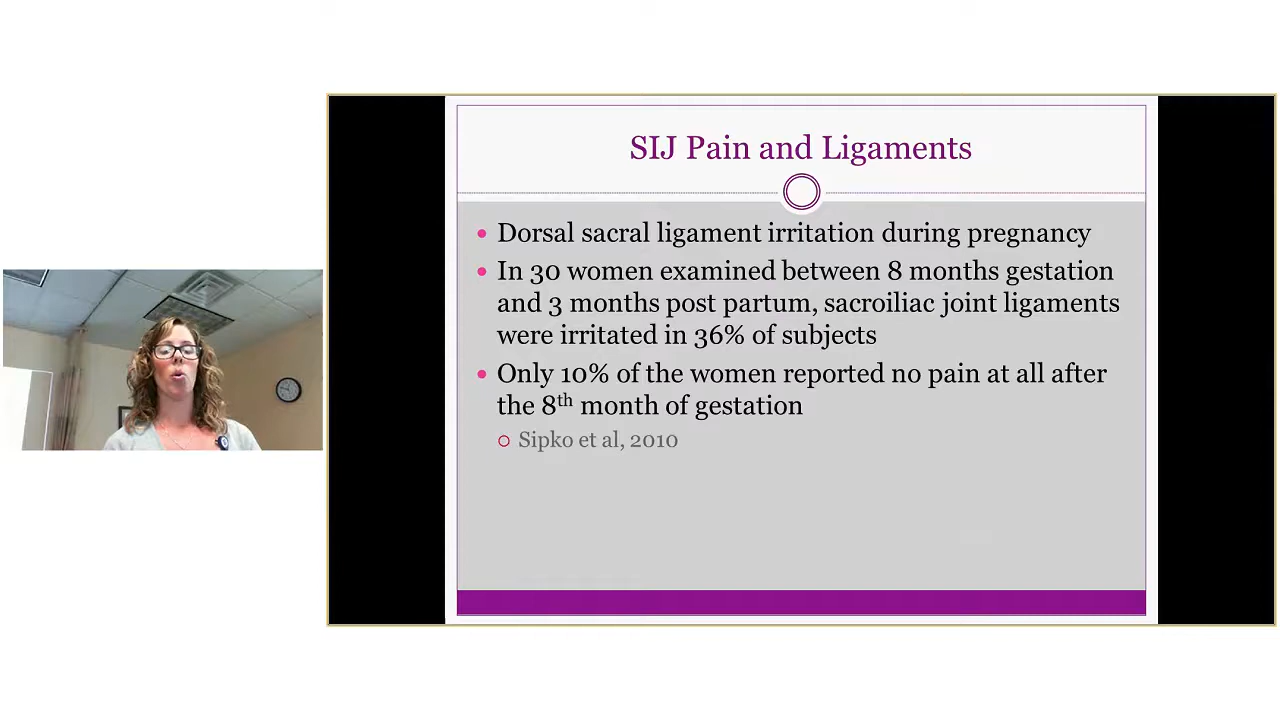 SIJ Pain and Ligaments
Dorsal sacral ligament irritation during pregnancy
In 30 women examined between 8 months gestation
and 3 months post partum, sacroiliac joint ligaments
were irritated in 36% of subjects
Only 10% of the women reported no pain at all after
the 8th month of gestation
Sipko et al, 2010